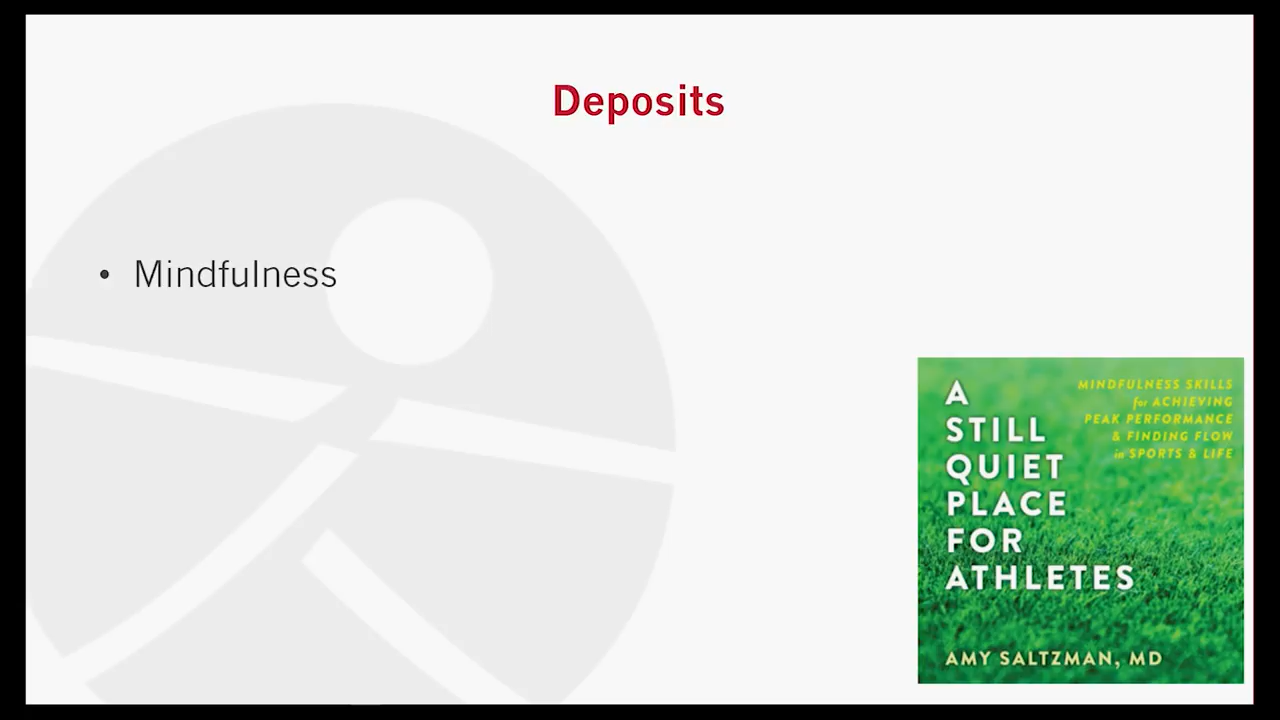 Deposits
• Mindfulness
A
STILL
QUIET
PLACE
FOR
ATHLETES
MINDFULNESS SKILLS
for ACHIEVING
PEAK PERFORMANCE
& FINDING FLOW
in SPORTS & LIFE
AMY SALTZMAN, MD